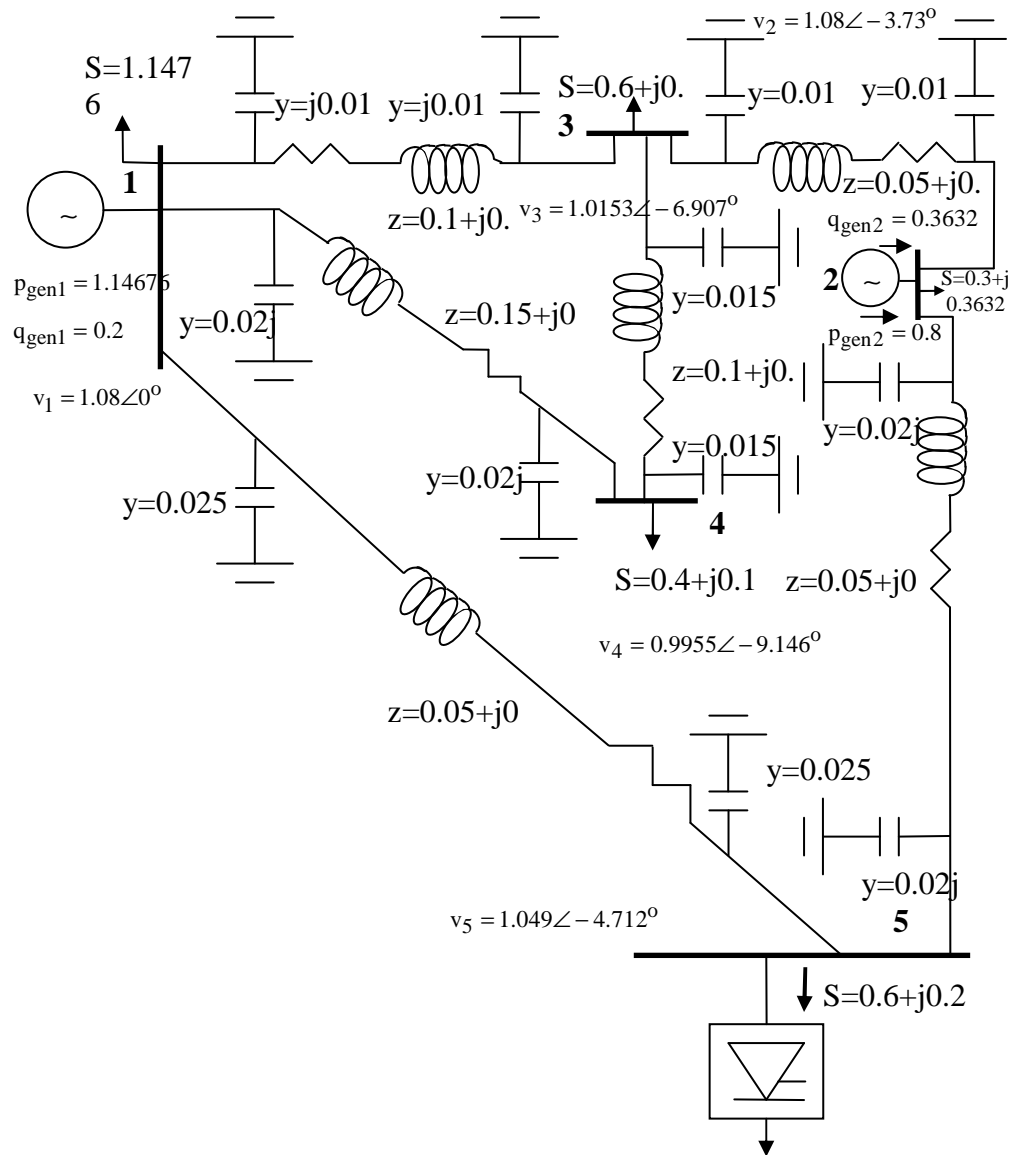 v2 = 1.08∠−3.73o
S=1.147
6
y=j0.01
y=j0.01
S=0.6+j0.
y=0.01
y=0.01
3
1
~
z=0.1+j0.
v3 = 1.0153∠−6.907o
z=0.05+j0.
qgen2 = 0.3632
2
~
S=0.3+j
0.3632
pgen1 = 1.14676
y=0.02j
y=0.015
pgen2 = 0.8
qgen1 = 0.2
z=0.15+j0
z=0.1+j0.
v1 = 1.08∠0o
y=0.02j
y=0.015
y=0.02j
y=0.025
4
S=0.4+j0.1
z=0.05+j0
v4 = 0.9955∠−9.146o
z=0.05+j0
y=0.025
y=0.02j
v5 = 1.049∠−4.712o
5
S=0.6+j0.2